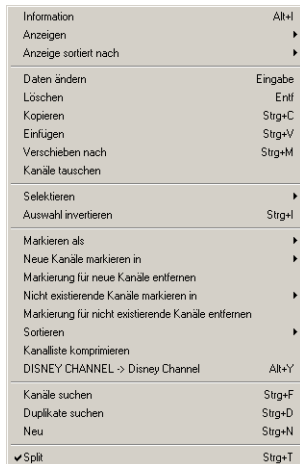 Information Alt+I
Anzeigen
Anzeige sortiert nach
Daten ändern Eingabe
Löschen Entf
Kopieren Strg+C
Einfügen Strg+V
Verschieben nach Strg+M
Kanäle tauschen
Selektieren
Auswahl invertieren Strg+I
Markieren als
Neue Kanäle markieren in
Markierung für neue Kanäle entfernen
Nicht existierende Kanäle markieren in
Markierung für nicht existierende Kanäle entfernen
Sortieren
Kanalliste komprimieren
DISNEY CHANNEL -> Disney Channel Alt+Y
Kanäle suchen Strg+F
Duplikate suchen Strg+D
Neu Strg+N
Split Strg+T